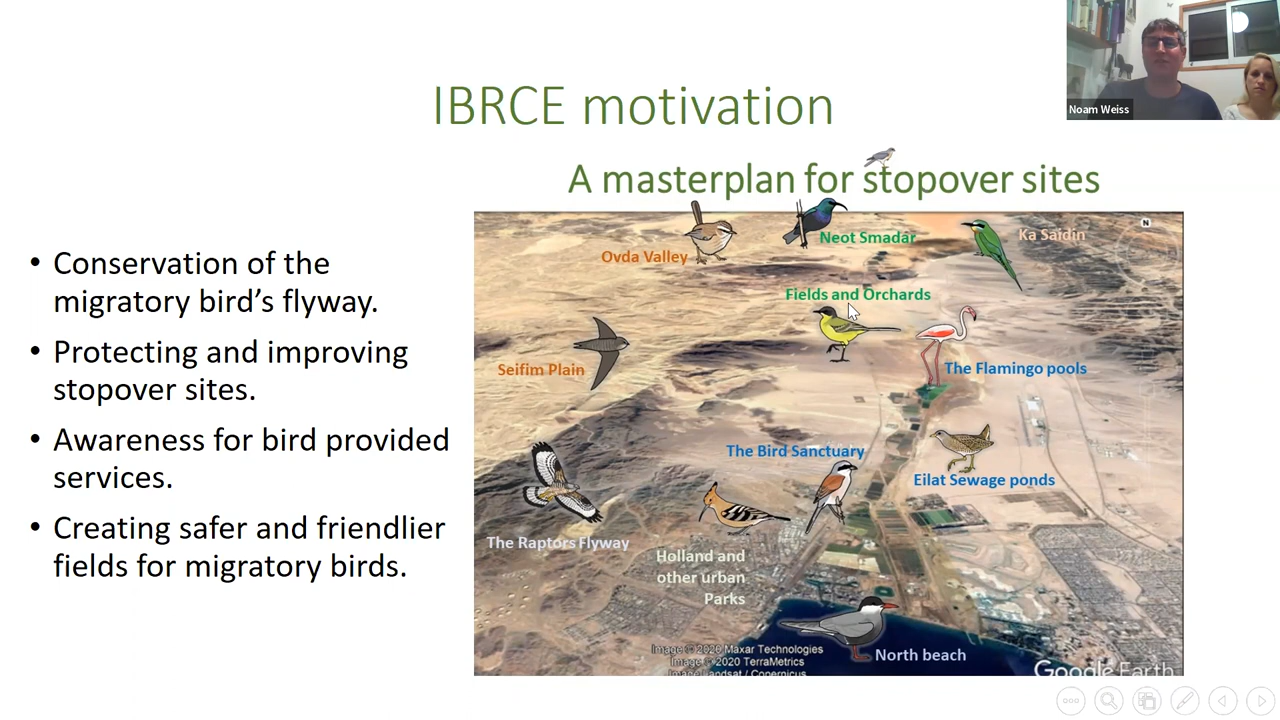 Noam Weiss
IBRCE motivation
A masterplan for stopover sites
• Conservation of the
migratory bird’s flyway.
• Protecting and improving
stopover sites.
• Awareness for bird provided
services.
• Creating safer and friendlier
fields for migratory birds.
N
Ovda Valley
Neot Smadar
Ka Saidin
Fields and Orchards
Seifim Plain
The Flamingo pools
The Bird Sanctuary
Eilat Sewage ponds
The Raptors Flyway
Holland and
other urban
Parks
North beach
Image © 2020 Maxar Technologies
Image © 2020 TerraMetrics
Image Landsat / Copernicus
Google Earth